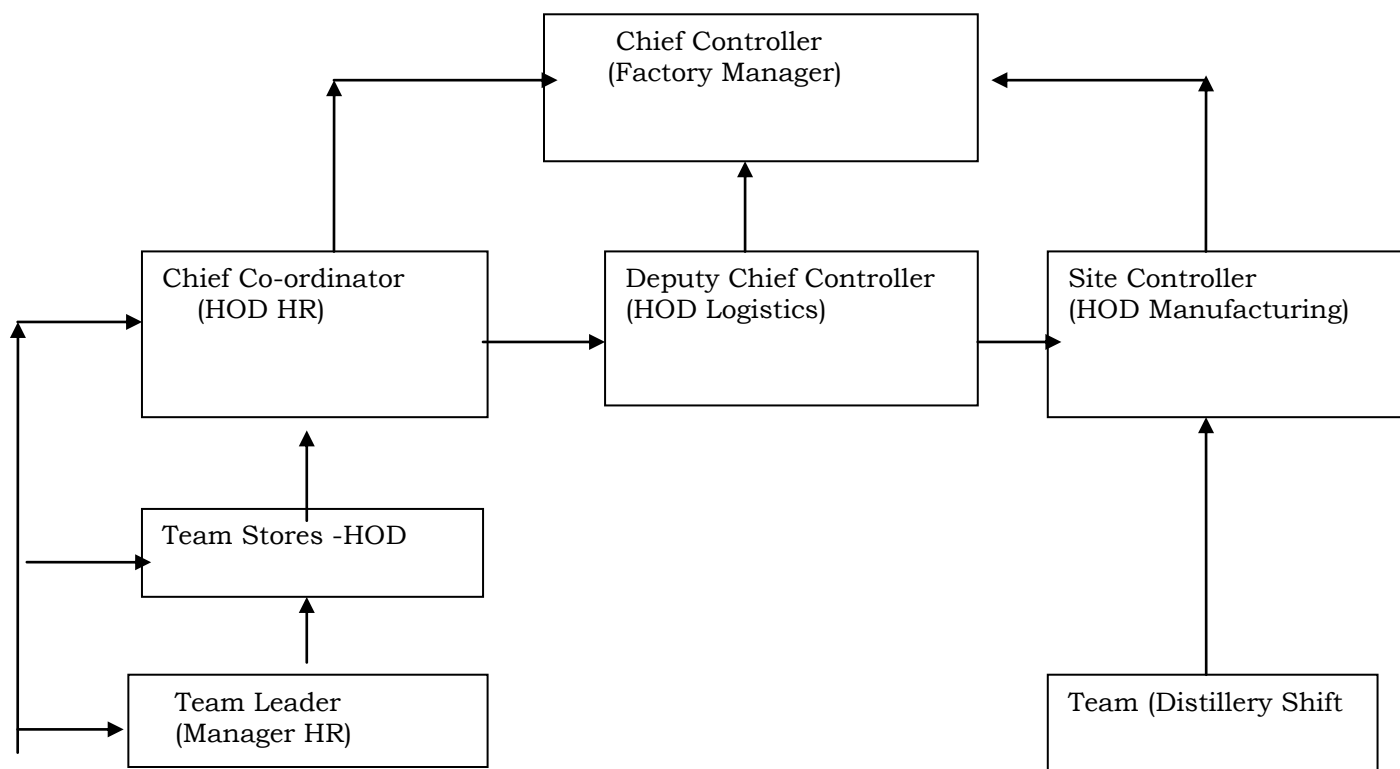 Chief Controller
(Factory Manager)
Chief Co-ordinator
(HOD HR)
Deputy Chief Controller
(HOD Logistics)
Site Controller
(HOD Manufacturing)
Team Stores -HOD
Team Leader
(Manager HR)
Team (Distillery Shift